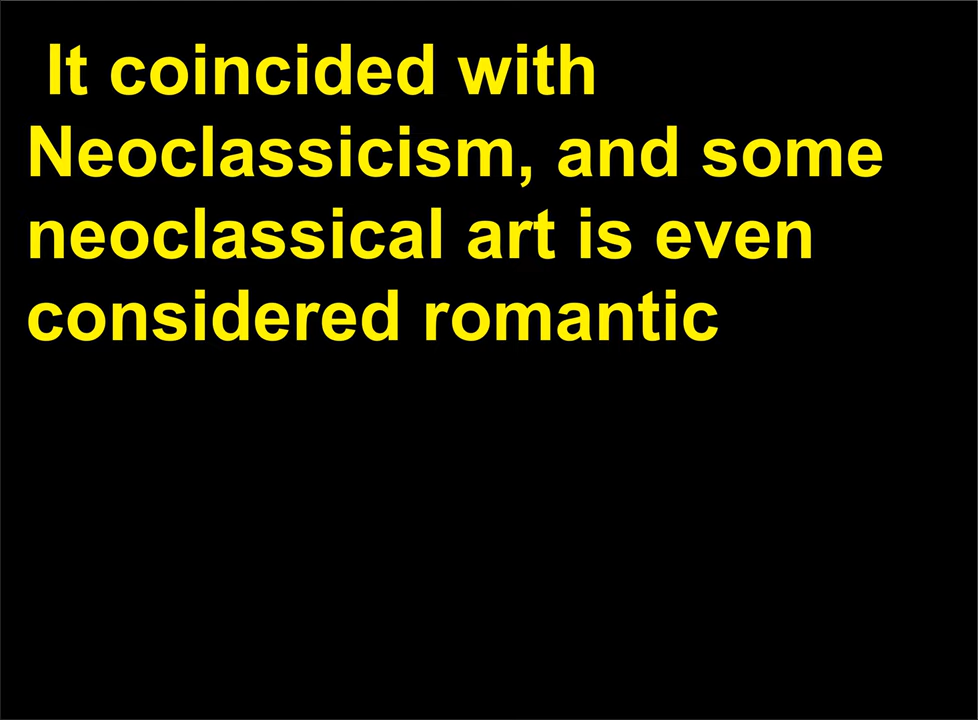 It coincided with
Neoclassicism, and some
neoclassical art is even
considered romantic